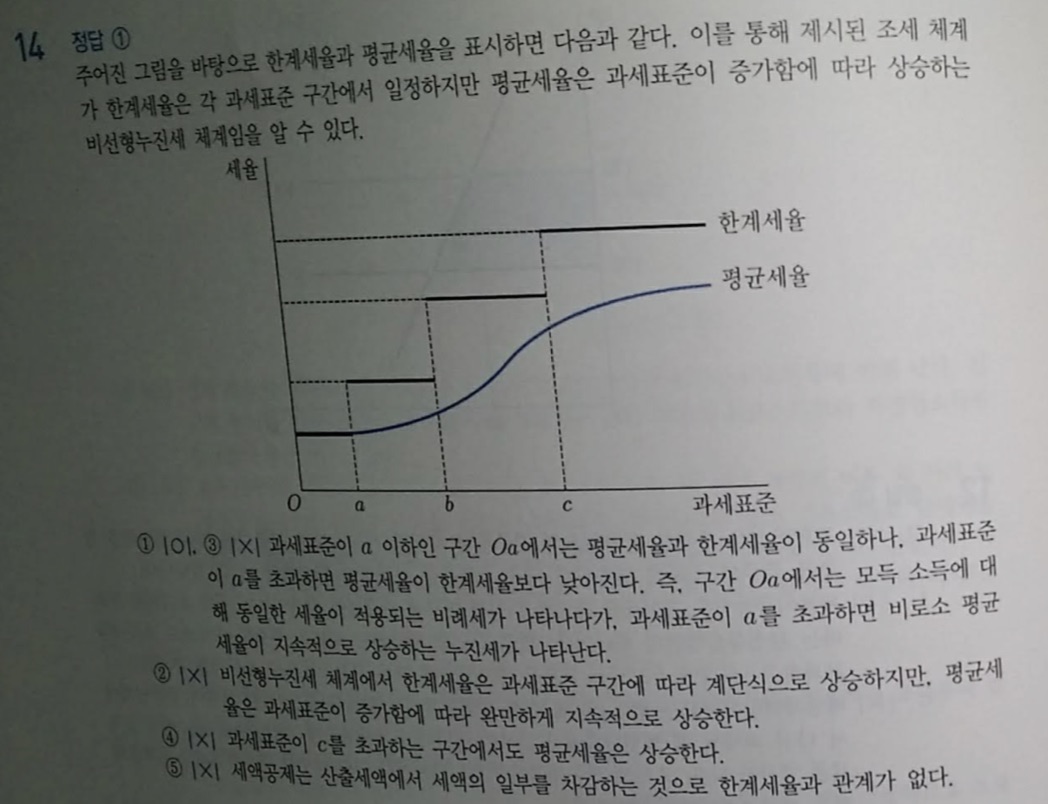 14 정답 ①
주어진 그림을 바탕으로 한계세율과 평균세율을 표시하면 다음과 같다. 이를 통해 제시된 조세 체계
가 한계세율은 각 과세표준 구간에서 일정하지만 평균세율은 과세표준이 증가함에 따라 상승하는
비선형누진세 체계임을 알 수 있다.
세율
한계세율
평균세율
O a b c 과세표준
① |O|, ③ |X| 과세표준이 a 이하인 구간 Oa에서는 평균세율과 한계세율이 동일하나, 과세표준
이 a를 초과하면 평균세율이 한계세율보다 낮아진다. 즉, 구간 Oa에서는 모득 소득에 대
해 동일한 세율이 적용되는 비례세가 나타나다가, 과세표준이 a를 초과하면 비로소 평균
세율이 지속적으로 상승하는 누진세가 나타난다.
② |X| 비선형누진세 체계에서 한계세율은 과세표준 구간에 따라 계단식으로 상승하지만, 평균세
율은 과세표준이 증가함에 따라 완만하게 지속적으로 상승한다.
④ |X| 과세표준이 c를 초과하는 구간에서도 평균세율은 상승한다.
⑤ |X| 세액공제는 산출세액에서 세액의 일부를 차감하는 것으로 한계세율과 관계가 없다.